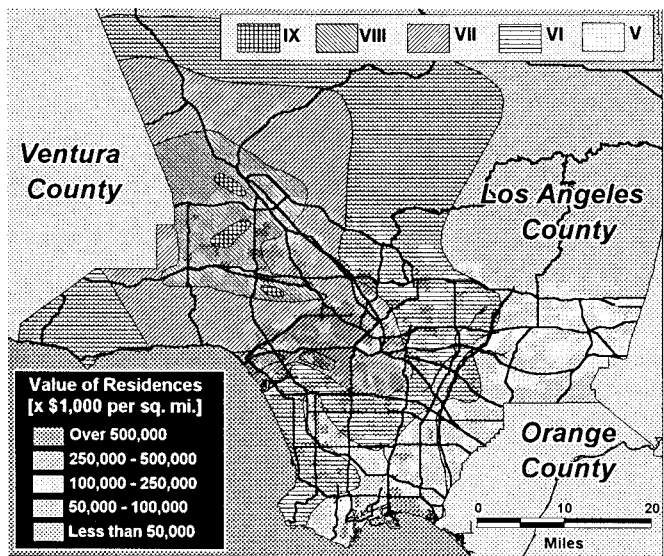 IX VIII VII VI V
Ventura
County
Los Angeles
County
Value of Residences
[x $1,000 per sq. mi.]
Over 500,000
250,000 - 500,000
100,000 - 250,000
50,000 - 100,000
Less than 50,000
Orange
County
0 10 20
Miles